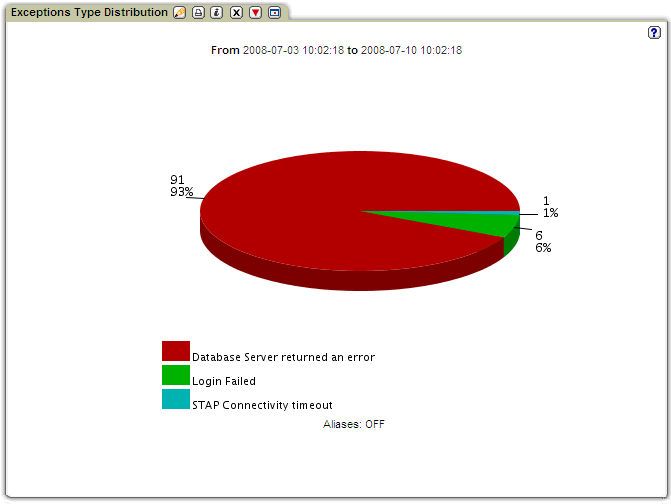 Exceptions Type Distribution
?
From 2008-07-03 10:02:18 to 2008-07-10 10:02:18
91
93%
1
1%
6
6%
Database Server returned an error
Login Failed
STAP Connectivity timeout
Aliases: OFF